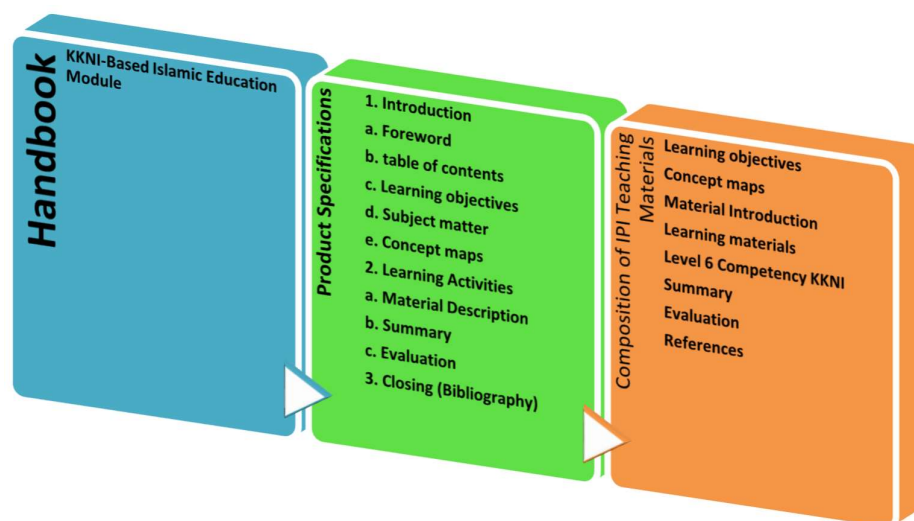 Handbook
KKNI-Based Islamic Education
Module
Product Specifications
1. Introduction
a. Foreword
b. table of contents
c. Learning objectives
d. Subject matter
e. Concept maps
2. Learning Activities
a. Material Description
b. Summary
c. Evaluation
3. Closing (Bibliography)
Composition of IPI Teaching
Materials
Learning objectives
Concept maps
Material Introduction
Learning materials
Level 6 Competency KKNI
Summary
Evaluation
References